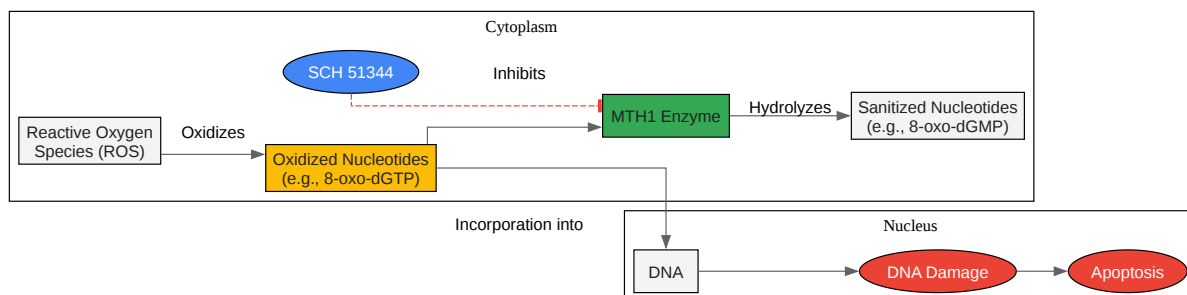 Cytoplasm
SCH 51344
Inhibits
MTH1 Enzyme
Hydrolyzes
Sanitized Nucleotides
(e.g., 8-oxo-dGMP)
Reactive Oxygen
Species (ROS)
Oxidizes
Oxidized Nucleotides
(e.g., 8-oxo-dGTP)
Incorporation into
Nucleus
DNA
DNA Damage
Apoptosis